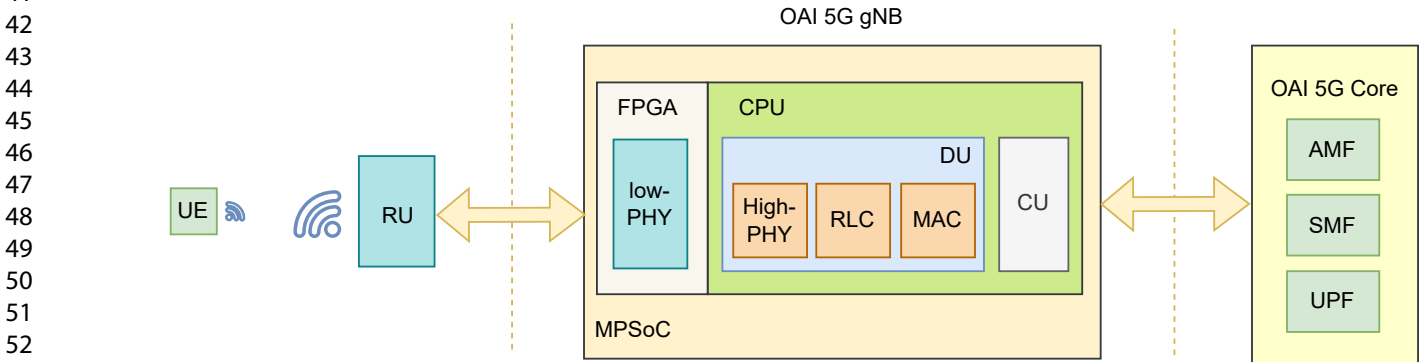 42
43
44
45
46
47
48
49
50
51
52
OAI 5G gNB
UE
RU
FPGA
low-
PHY
CPU
DU
High-
PHY
RLC
MAC
CU
MPSoC
OAI 5G Core
AMF
SMF
UPF